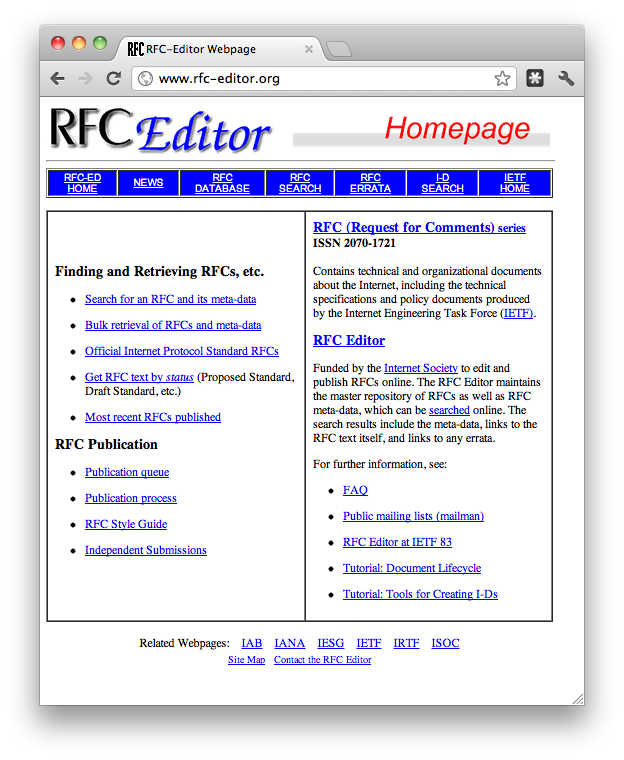 RFC RFC-Editor Webpage
www.rfc-editor.org
RFC Editor
Homepage
RFC-ED HOME
NEWS
RFC DATABASE
RFC SEARCH
RFC ERRATA
I-D SEARCH
IETF HOME
Finding and Retrieving RFCs, etc.
Search for an RFC and its meta-data
Bulk retrieval of RFCs and meta-data
Official Internet Protocol Standard RFCs
Get RFC text by status (Proposed Standard,
Draft Standard, etc.)
Most recent RFCs published
RFC Publication
Publication queue
Publication process
RFC Style Guide
Independent Submissions
RFC (Request for Comments) series
ISSN 2070-1721
Contains technical and organizational documents
about the Internet, including the technical
specifications and policy documents produced
by the Internet Engineering Task Force (IETF).
RFC Editor
Funded by the Internet Society to edit and
publish RFCs online. The RFC Editor maintains
the master repository of RFCs as well as RFC
meta-data, which can be searched online. The
search results include the meta-data, links to the
RFC text itself, and links to any errata.
For further information, see:
FAQ
Public mailing lists (mailman)
RFC Editor at IETF 83
Tutorial: Document Lifecycle
Tutorial: Tools for Creating I-Ds
Related Webpages: IAB IANA IESG IETF IRTF ISOC
Site Map Contact the RFC Editor